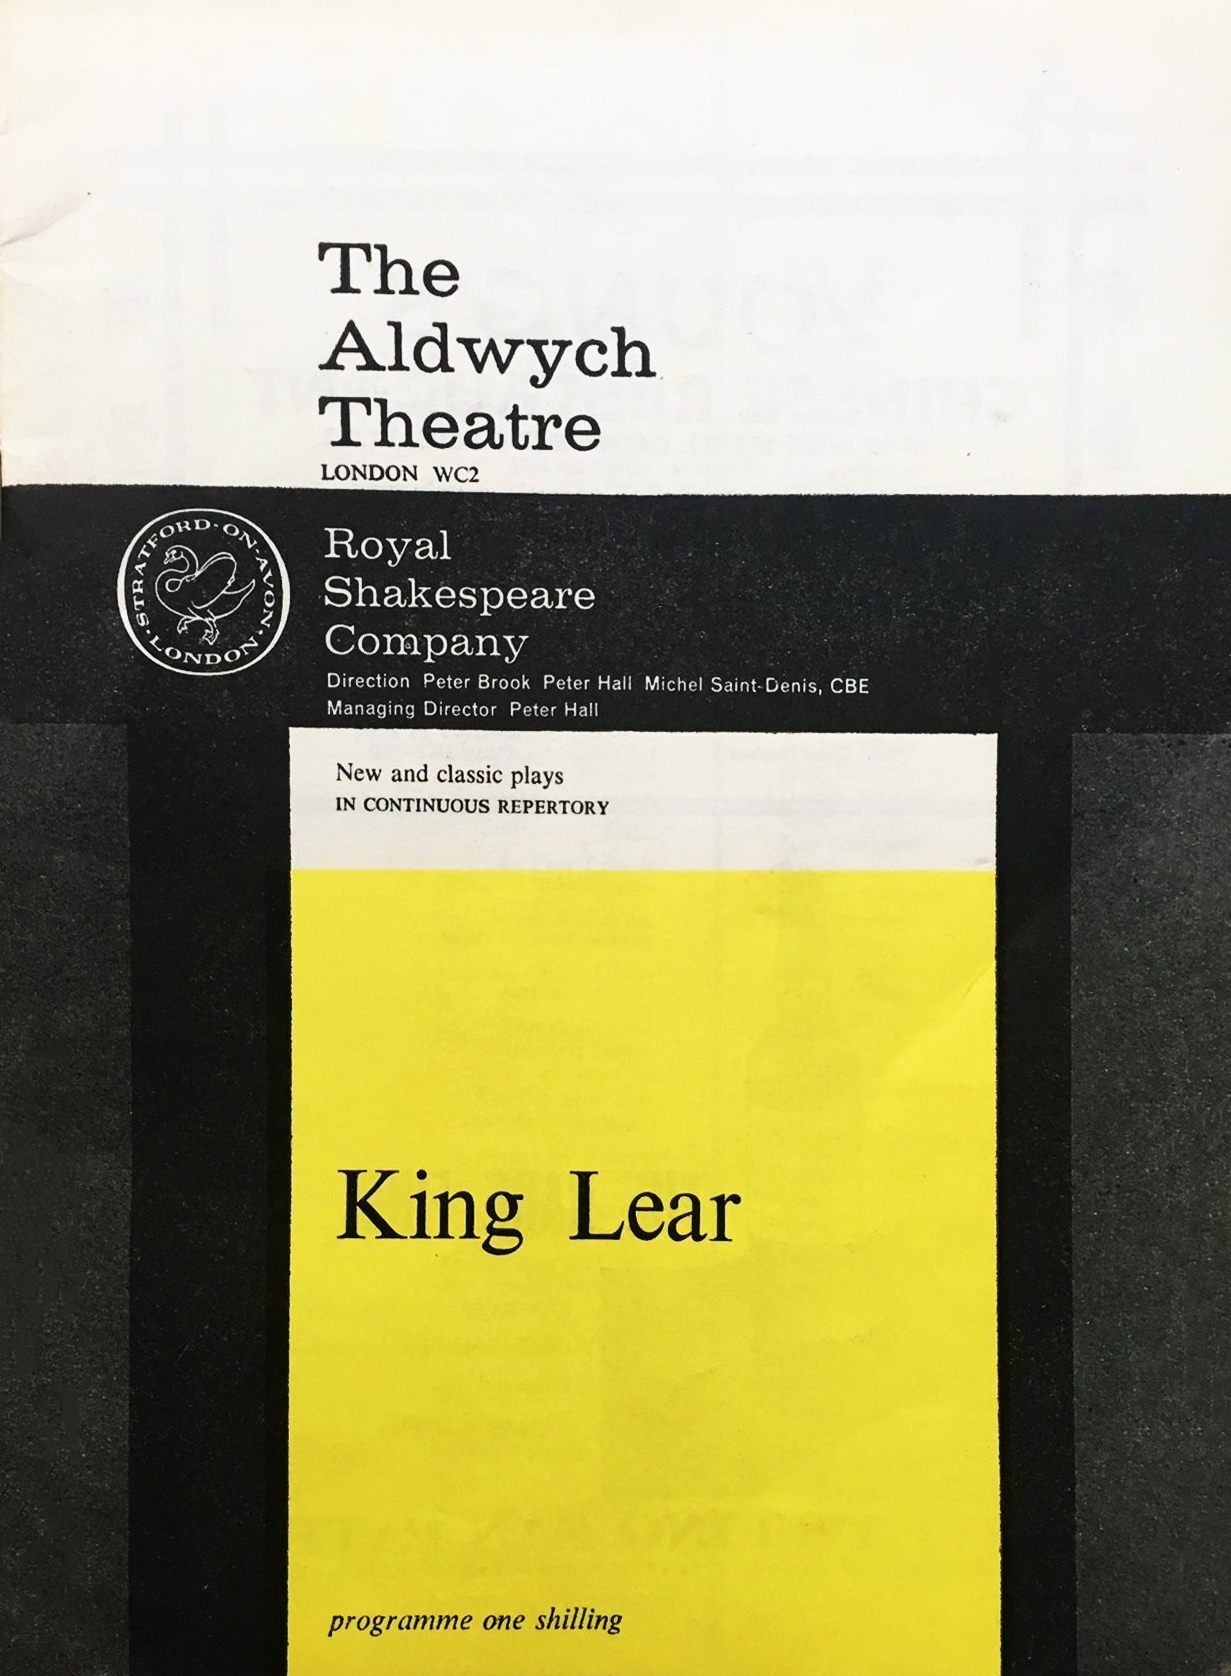 The
Aldwych
Theatre
LONDON WC2
STRATFORD-ON-AVON · LONDON ·
Royal
Shakespeare
Company
Direction Peter Brook Peter Hall Michel Saint-Denis, CBE
Managing Director Peter Hall
New and classic plays
IN CONTINUOUS REPERTORY
King Lear
programme one shilling